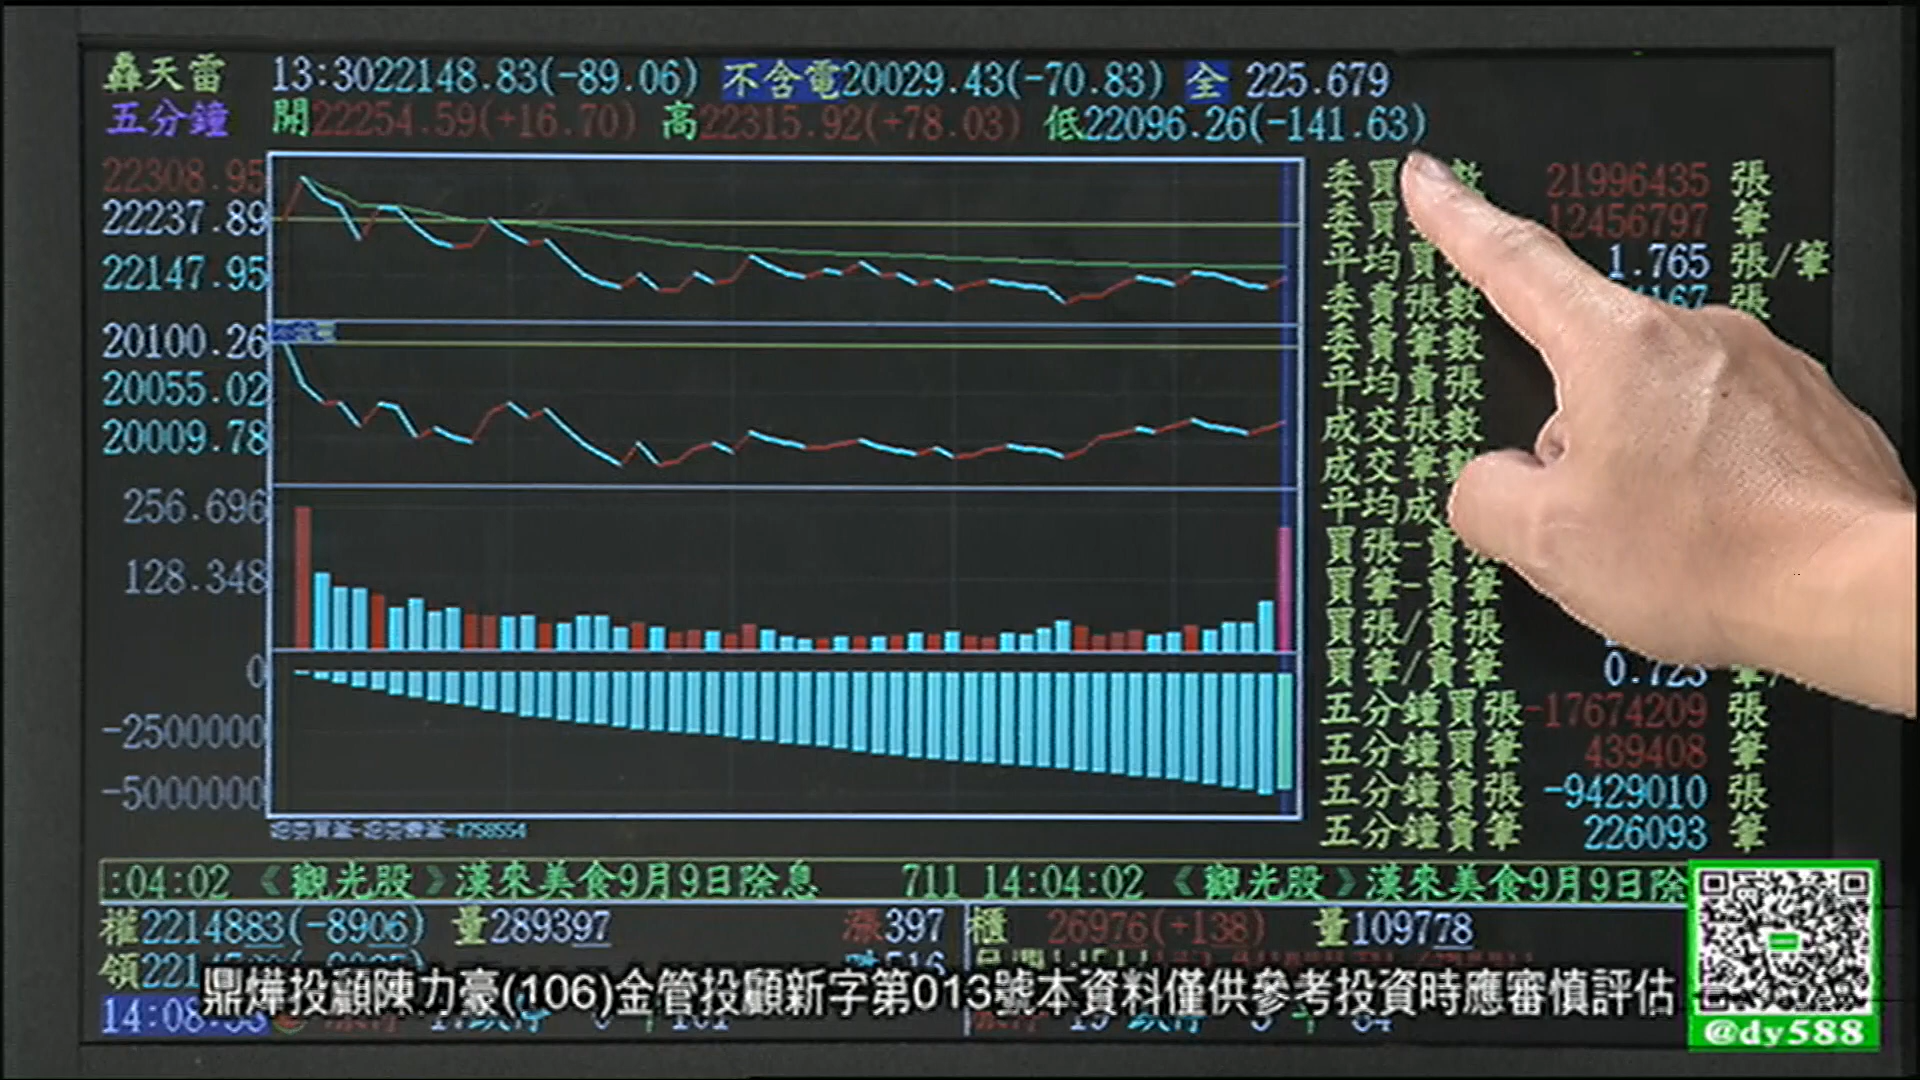 轟天雷 13:30 22148.83(-89.06) 不含電20029.43(-70.83) 全 225.679
五分鐘 開22254.59(+16.70) 高22315.92(+78.03) 低22096.26(-141.63)
22308.95
22237.89
22147.95
20100.26
20055.02
20009.78
256.696
128.348
0
-2500000
-5000000
-4758554
委買 數 21996435 張
委買 12456797 筆
平均買 1.765 張/筆
委賣張數 張
委賣筆數
平均賣張
成交張數
成交筆
平均成
買張-賣
買筆-賣筆
買張/賣張
買筆/賣筆 0.723
五分鐘買張-17674209 張
五分鐘買筆 439408 筆
五分鐘賣張 -9429010 張
五分鐘賣筆 226093 筆
:04:02 《觀光股》漢來美食9月9日除息 711 14:04:02 《觀光股》漢來美食9月9日除
權2214883(-8906) 量289397 漲397 櫃 26976(+138) 量109778
領
鼎燁投顧陳力豪(106)金管投顧新字第013號本資料僅供參考投資時應審慎評估
@dy588